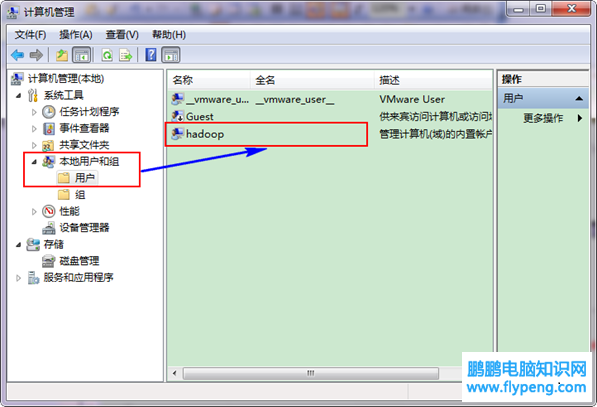 计算机管理
文件(F) 操作(A) 查看(V) 帮助(H)
计算机管理(本地)
系统工具
任务计划程序
事件查看器
共享文件夹
本地用户和组
用户
组
性能
设备管理器
存储
磁盘管理
服务和应用程序
名称 全名 描述
__vmware_u... __vmware_user__ VMware User
Guest 供来宾访问计算机或访问
hadoop 管理计算机(域)的内置帐
操作
用户
更多操作
鹏鹏电脑知识网
www.flypeng.com